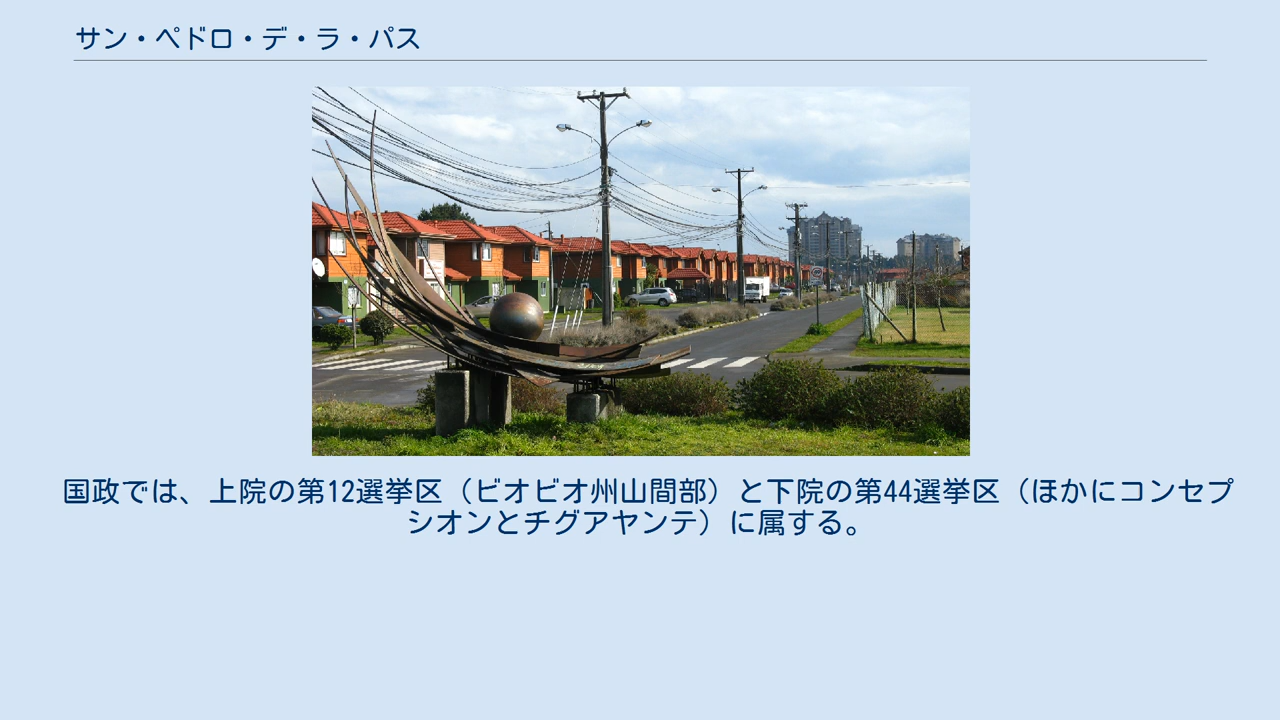 サン・ペドロ・デ・ラ・パス
国政では、上院の第12選挙区（ビオビオ州山間部）と下院の第44選挙区（ほかにコンセプ
シオンとチグアヤンテ）に属する。